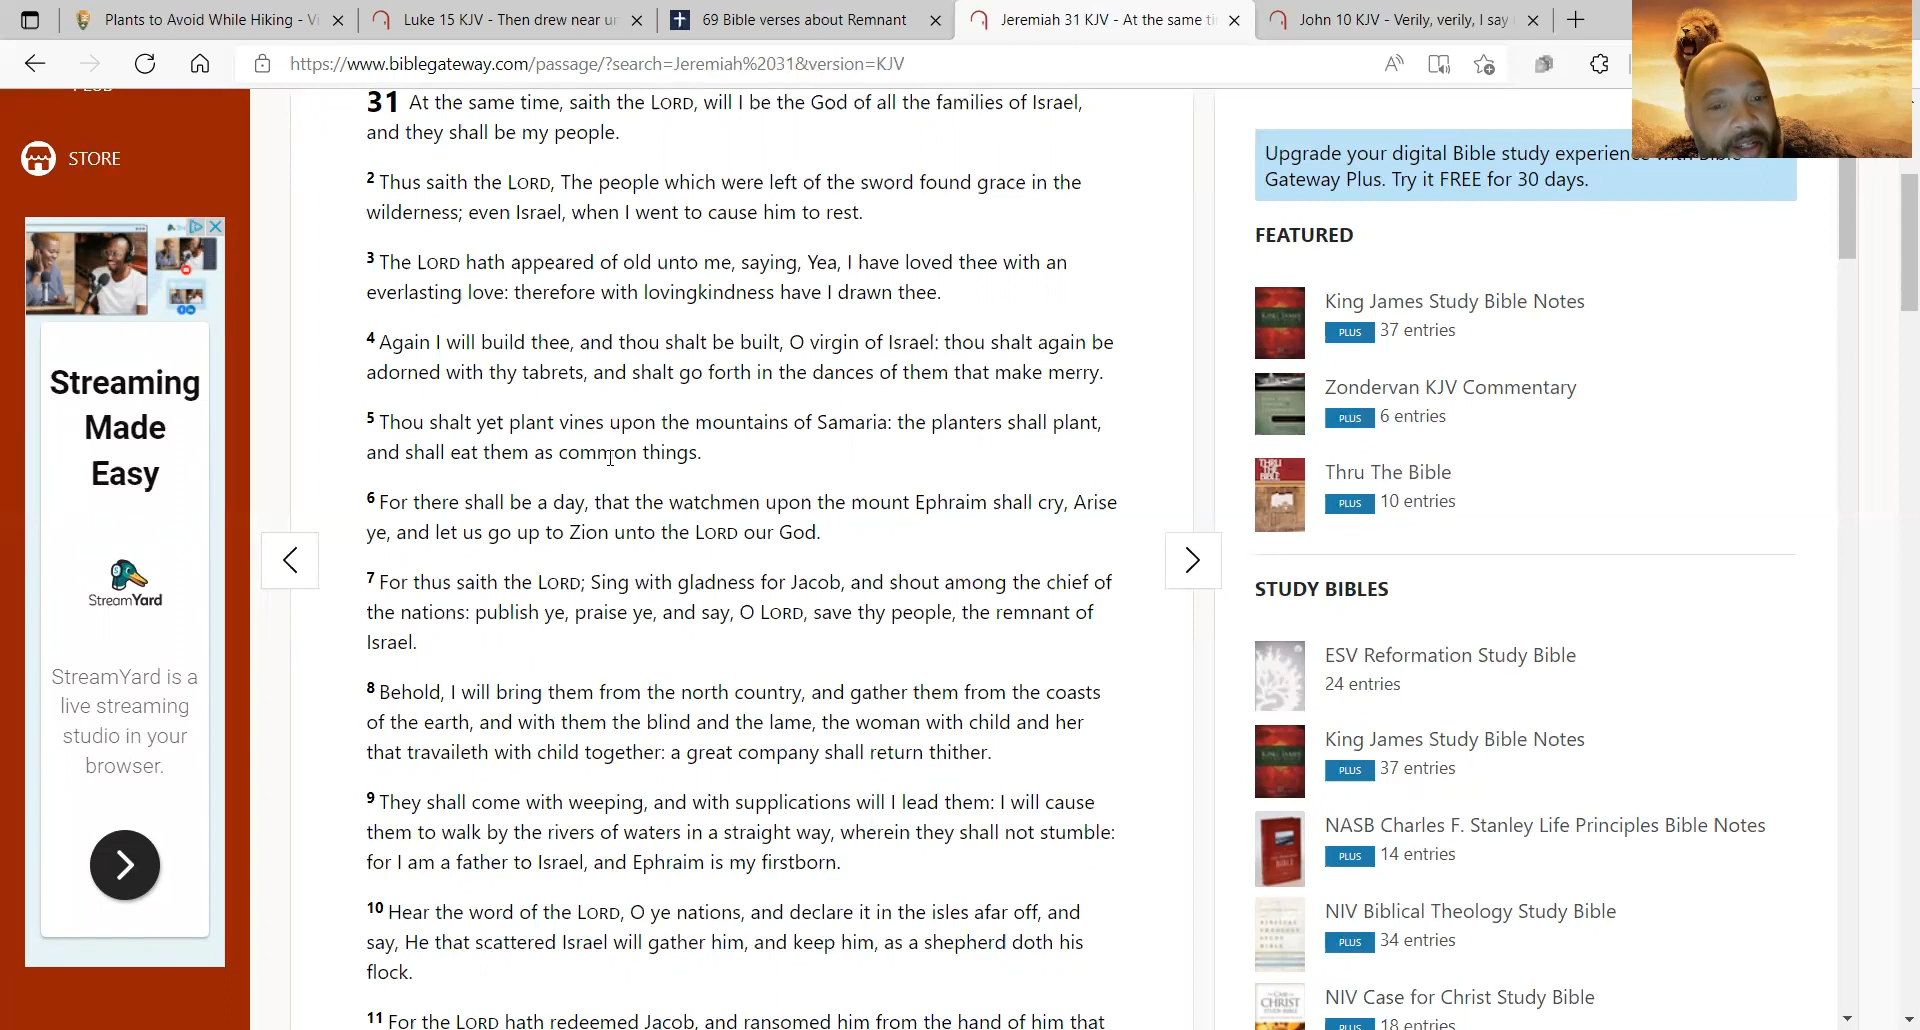 Plants to Avoid While Hiking - Vi
Luke 15 KJV - Then drew near un
69 Bible verses about Remnant
Jeremiah 31 KJV - At the same ti
John 10 KJV - Verily, verily, I say
https://www.biblegateway.com/passage/?search=Jeremiah%2031&version=KJV
STORE
Streaming
Made
Easy
StreamYard
StreamYard is a
live streaming
studio in your
browser.
31 At the same time, saith the LORD, will I be the God of all the families of Israel,
and they shall be my people.
2 Thus saith the LORD, The people which were left of the sword found grace in the
wilderness; even Israel, when I went to cause him to rest.
3 The LORD hath appeared of old unto me, saying, Yea, I have loved thee with an
everlasting love: therefore with lovingkindness have I drawn thee.
4 Again I will build thee, and thou shalt be built, O virgin of Israel: thou shalt again be
adorned with thy tabrets, and shalt go forth in the dances of them that make merry.
5 Thou shalt yet plant vines upon the mountains of Samaria: the planters shall plant,
and shall eat them as common things.
6 For there shall be a day, that the watchmen upon the mount Ephraim shall cry, Arise
ye, and let us go up to Zion unto the LORD our God.
7 For thus saith the LORD; Sing with gladness for Jacob, and shout among the chief of
the nations: publish ye, praise ye, and say, O LORD, save thy people, the remnant of
Israel.
8 Behold, I will bring them from the north country, and gather them from the coasts
of the earth, and with them the blind and the lame, the woman with child and her
that travaileth with child together: a great company shall return thither.
9 They shall come with weeping, and with supplications will I lead them: I will cause
them to walk by the rivers of waters in a straight way, wherein they shall not stumble:
for I am a father to Israel, and Ephraim is my firstborn.
10 Hear the word of the LORD, O ye nations, and declare it in the isles afar off, and
say, He that scattered Israel will gather him, and keep him, as a shepherd doth his
flock.
11 For the LORD hath redeemed Jacob, and ransomed him from the hand of him that
Upgrade your digital Bible study experience with Bible
Gateway Plus. Try it FREE for 30 days.
FEATURED
King James Study Bible Notes
PLUS 37 entries
Zondervan KJV Commentary
PLUS 6 entries
Thru The Bible
PLUS 10 entries
STUDY BIBLES
ESV Reformation Study Bible
24 entries
King James Study Bible Notes
PLUS 37 entries
NASB Charles F. Stanley Life Principles Bible Notes
PLUS 14 entries
NIV Biblical Theology Study Bible
PLUS 34 entries
NIV Case for Christ Study Bible
PLUS 18 entries